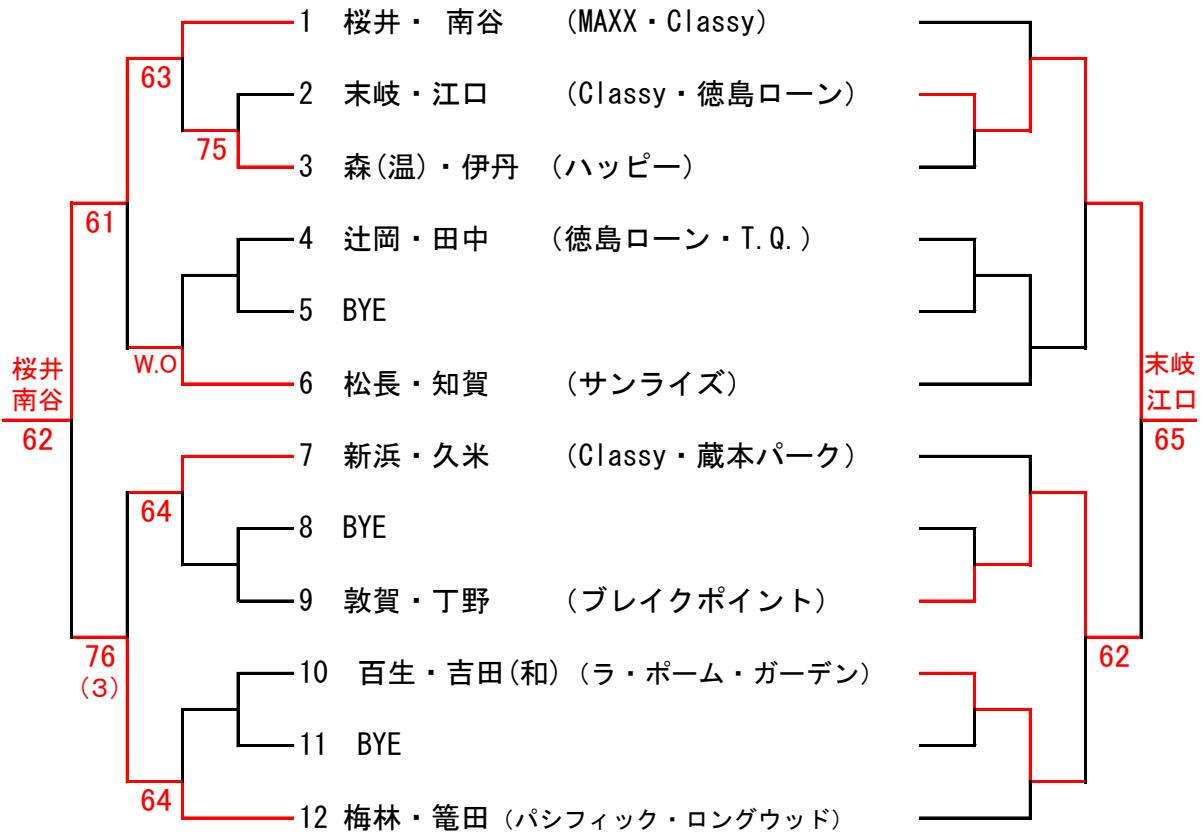 1 桜井・ 南谷 (MAXX・Classy)
63
2 末岐・江口 (Classy・徳島ローン)
75
3 森(温)・伊丹 (ハッピー)
61
4 辻岡・田中 (徳島ローン・T.Q.)
5 BYE
W.O
6 松長・知賀 (サンライズ)
桜井
南谷
62
末岐
江口
65
7 新浜・久米 (Classy・蔵本パーク)
64
8 BYE
9 敦賀・丁野 (ブレイクポイント)
76
(3)
62
10 百生・吉田(和) (ラ・ポーム・ガーデン)
11 BYE
64
12 梅林・篭田 (パシフィック・ロングウッド)